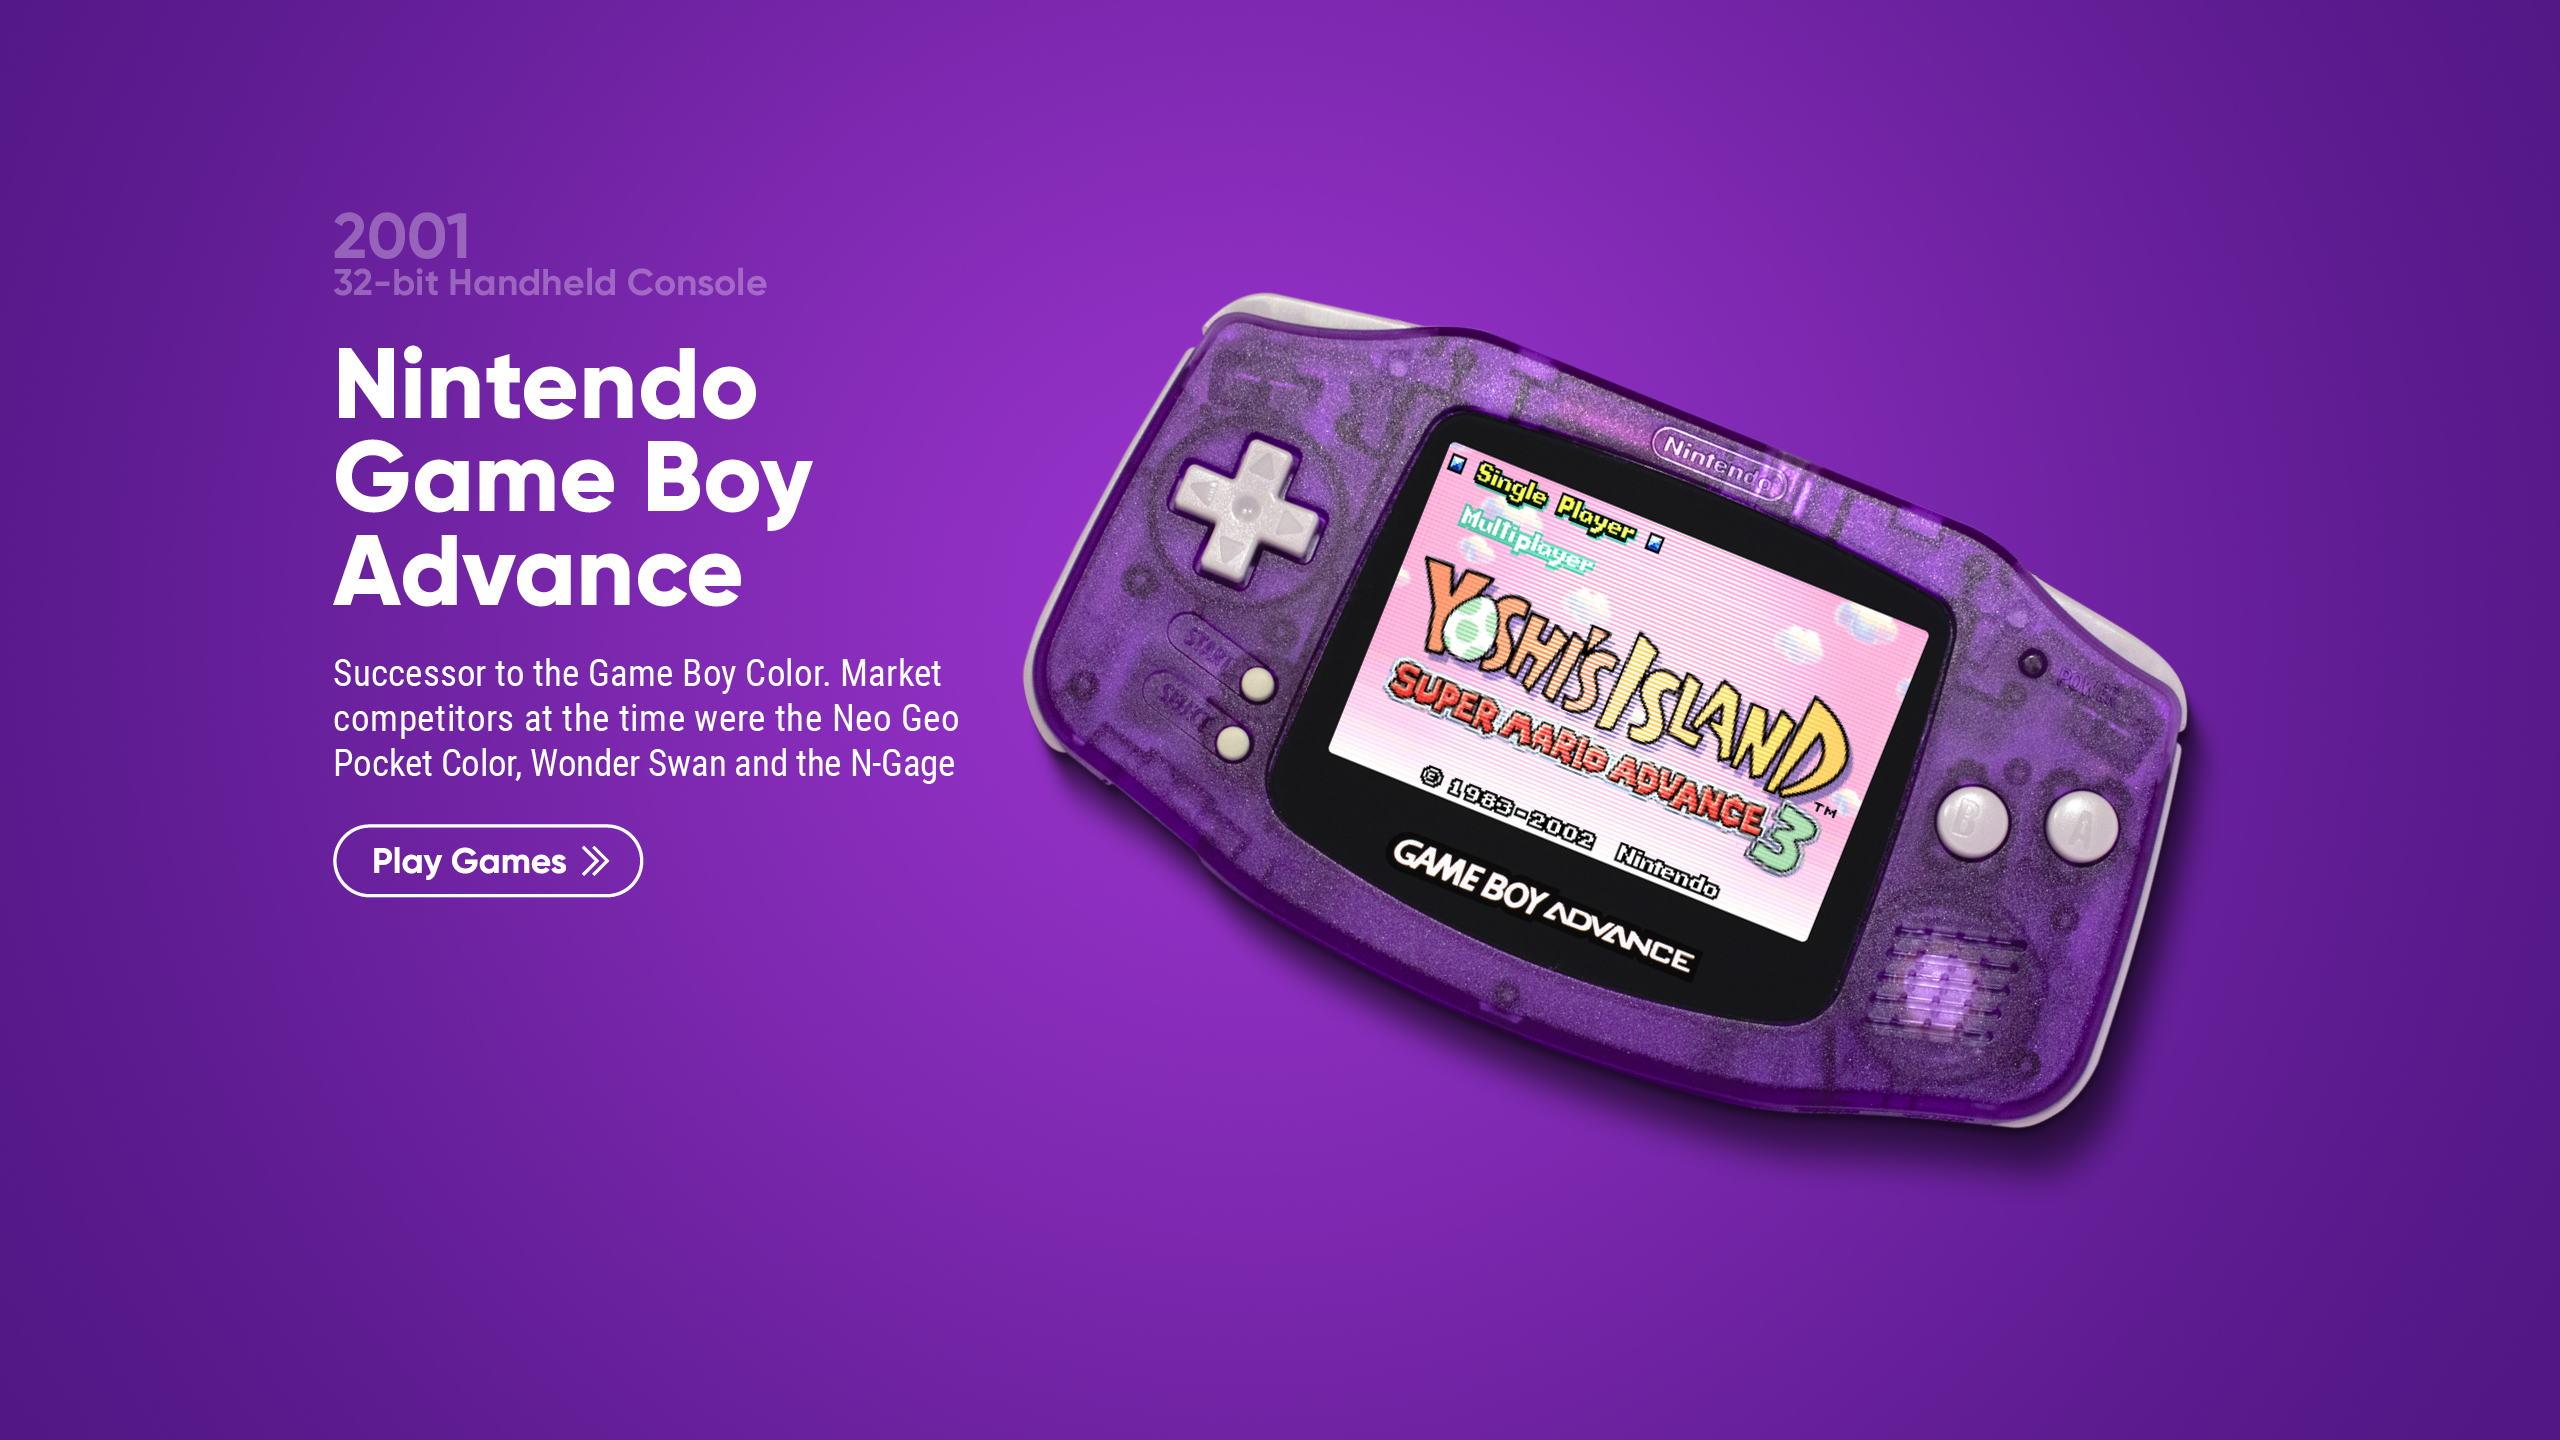 2001
32-bit Handheld Console
Nintendo
Game Boy
Advance
Successor to the Game Boy Color. Market
competitors at the time were the Neo Geo
Pocket Color, Wonder Swan and the N-Gage
Play Games
Nintendo
Single Player
Multiplayer
YOSHI'S ISLAND
SUPER MARIO ADVANCE 3
TM
© 1983-2002 Nintendo
GAME BOY ADVANCE
START
SELECT
POWER
B
A